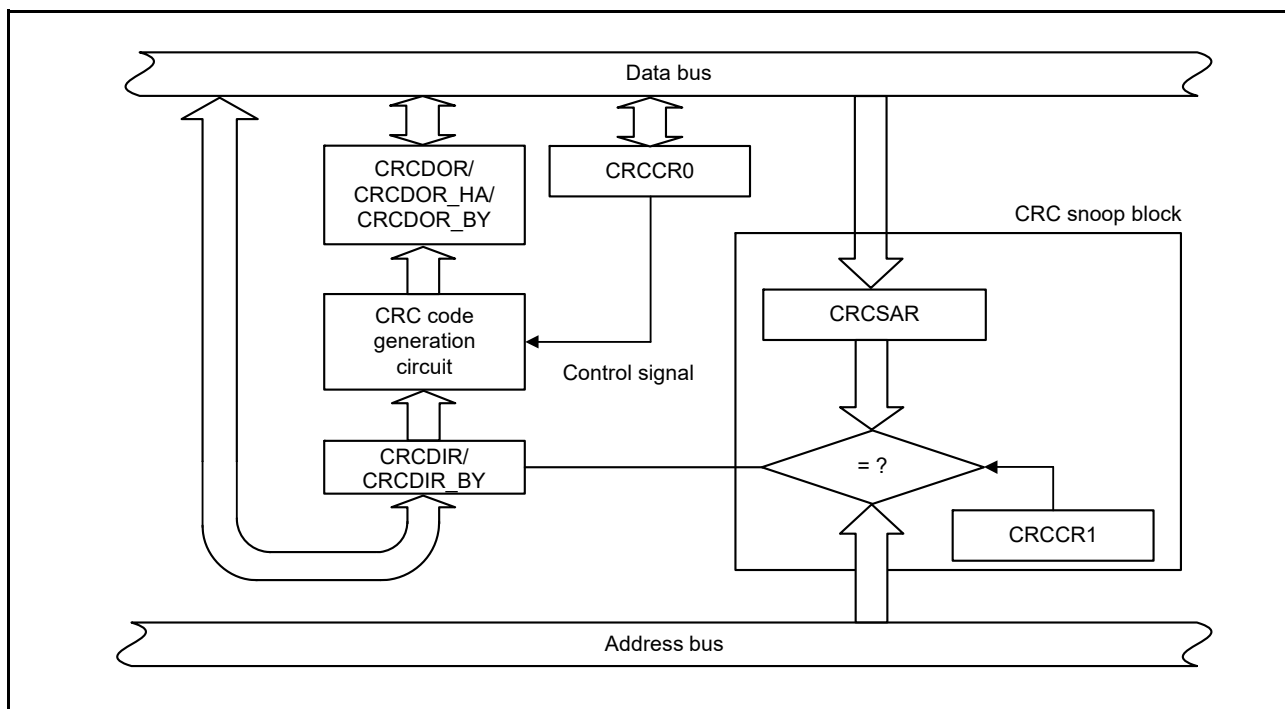 Data bus
CRCDOR/
CRCDOR_HA/
CRCDOR_BY
CRCCR0
CRC snoop block
CRCSAR
CRC code
generation
circuit
Control signal
CRCDIR/
CRCDIR_BY
= ?
CRCCR1
Address bus